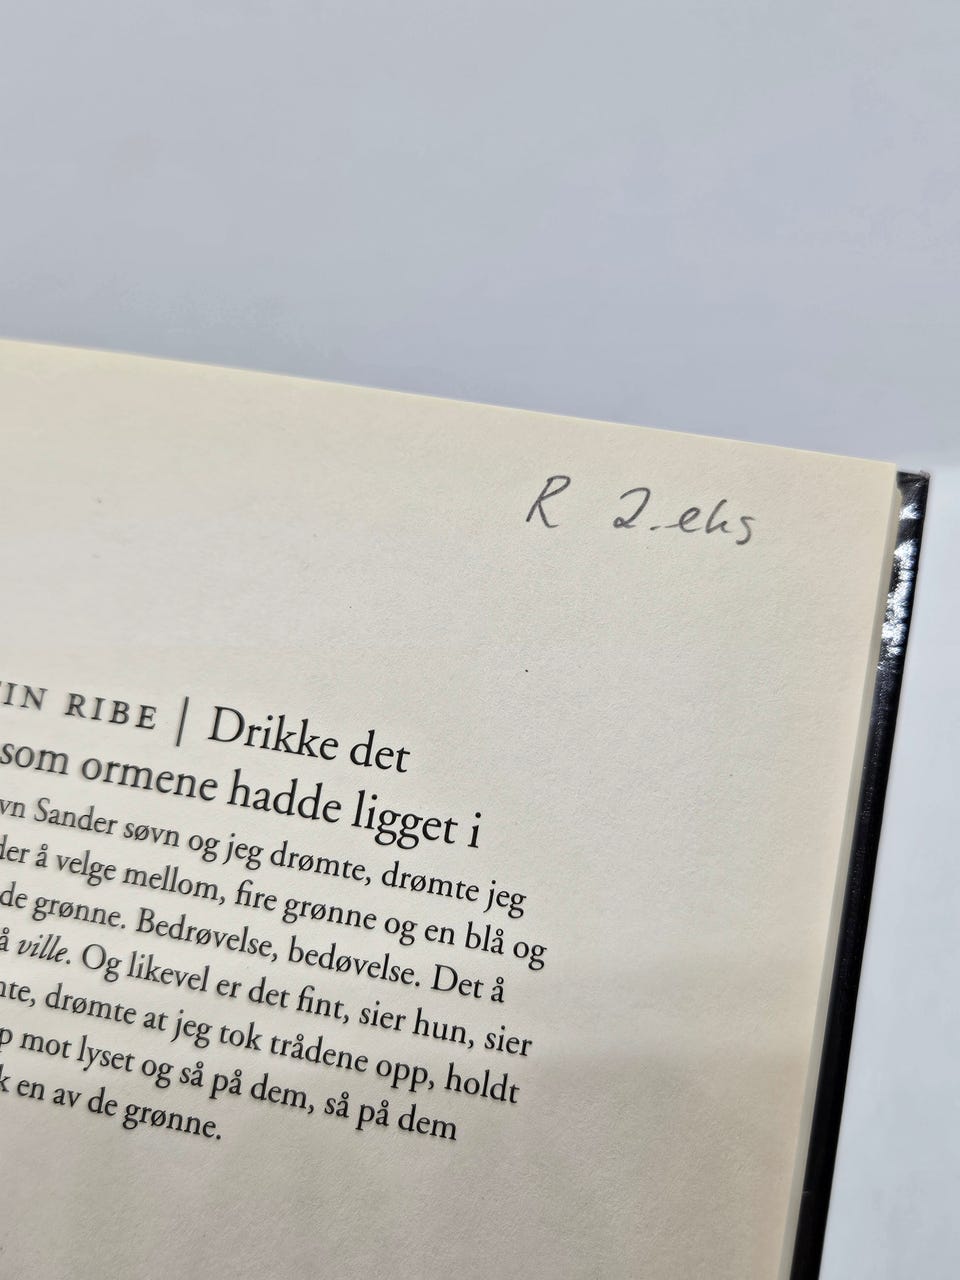 R 2.eks
TIN RIBE | Drikke det
som ormene hadde ligget i
vn Sander søvn og jeg drømte, drømte jeg
der å velge mellom, fire grønne og en blå og
de grønne. Bedrøvelse, bedøvelse. Det å
å ville. Og likevel er det fint, sier hun, sier
mte, drømte at jeg tok trådene opp, holdt
p mot lyset og så på dem, så på dem
k en av de grønne.